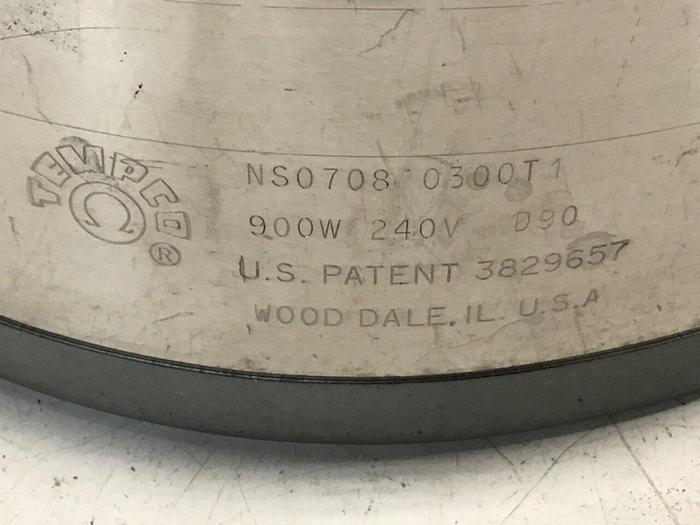 TEMPCO
Ω
®
NS0708 0300T1
900W 240V D90
U.S. PATENT 3829657
WOOD DALE, IL. U.S.A